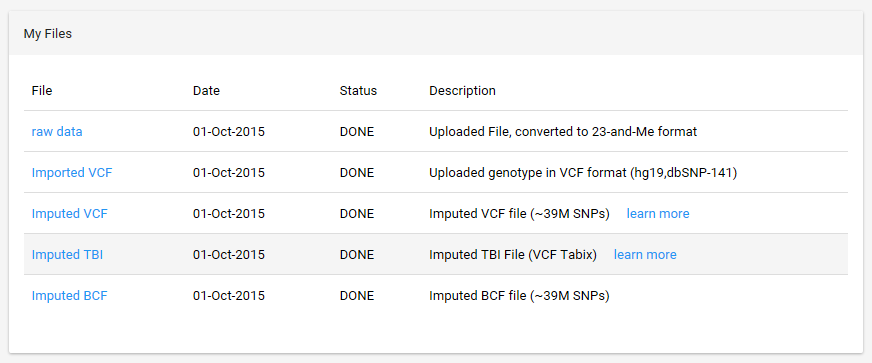 My Files
File Date Status Description
raw data 01-Oct-2015 DONE Uploaded File, converted to 23-and-Me format
Imported VCF 01-Oct-2015 DONE Uploaded genotype in VCF format (hg19,dbSNP-141)
Imputed VCF 01-Oct-2015 DONE Imputed VCF file (~39M SNPs) learn more
Imputed TBI 01-Oct-2015 DONE Imputed TBI File (VCF Tabix) learn more
Imputed BCF 01-Oct-2015 DONE Imputed BCF file (~39M SNPs)